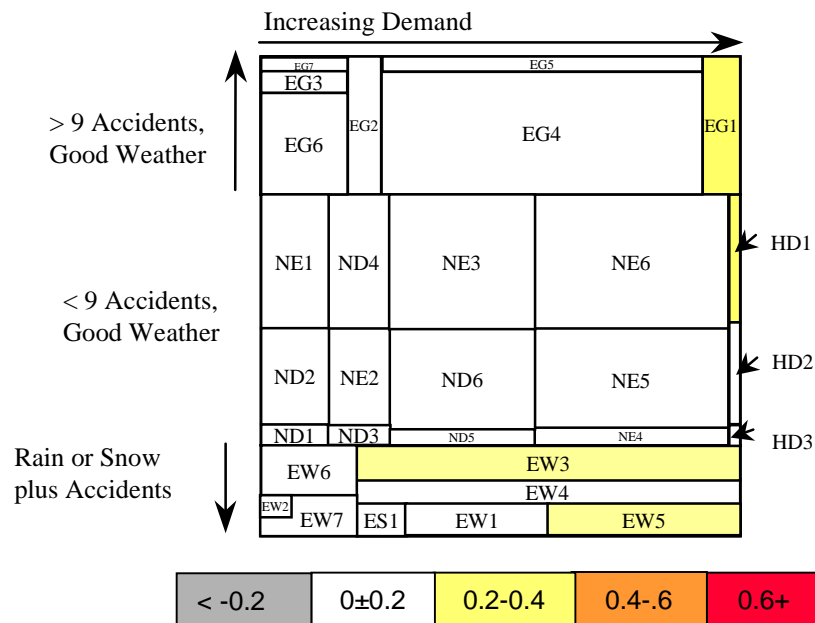 Increasing Demand
EG7
EG5
EG3
EG2
EG1
> 9 Accidents,
Good Weather
EG6
EG4
NE1
ND4
NE3
NE6
HD1
< 9 Accidents,
Good Weather
ND2
NE2
ND6
NE5
HD2
ND1
ND3
ND5
NE4
HD3
Rain or Snow
plus Accidents
EW6
EW3
EW4
EW2
EW7
ES1
EW1
EW5
< -0.2
0±0.2
0.2-0.4
0.4-.6
0.6+